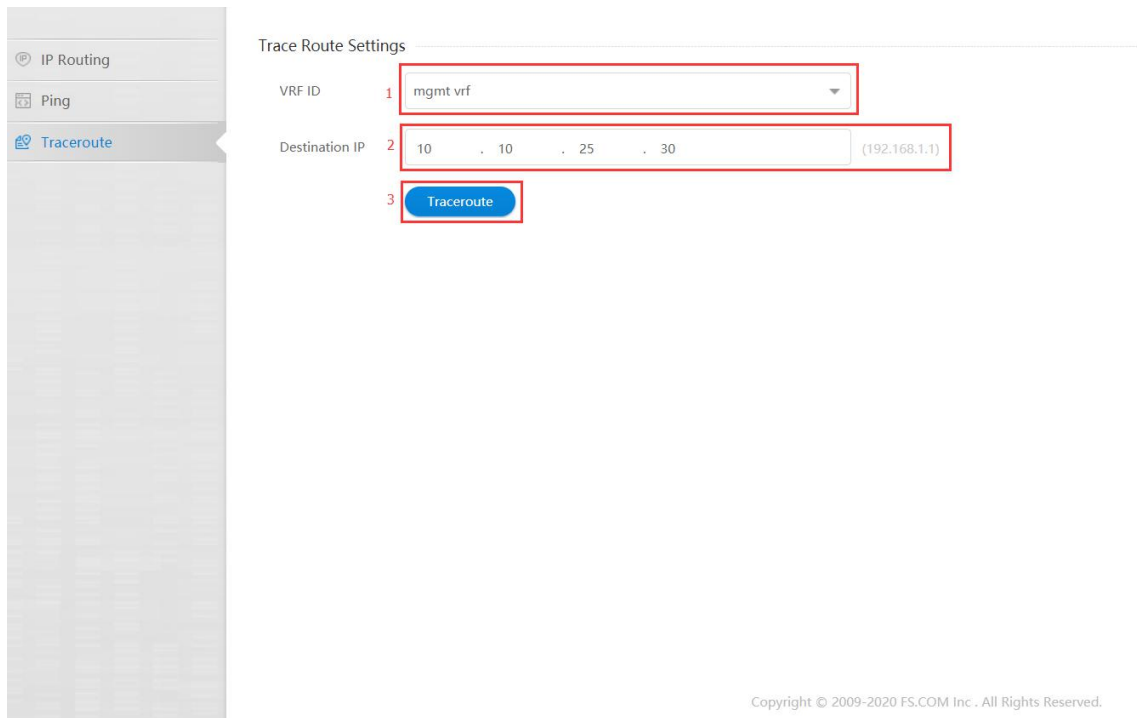 IP Routing
Ping
Traceroute
Trace Route Settings
VRF ID 1 mgmt vrf
Destination IP 2 10 . 10 . 25 . 30 (192.168.1.1)
3 Traceroute
Copyright © 2009-2020 FS.COM Inc . All Rights Reserved.